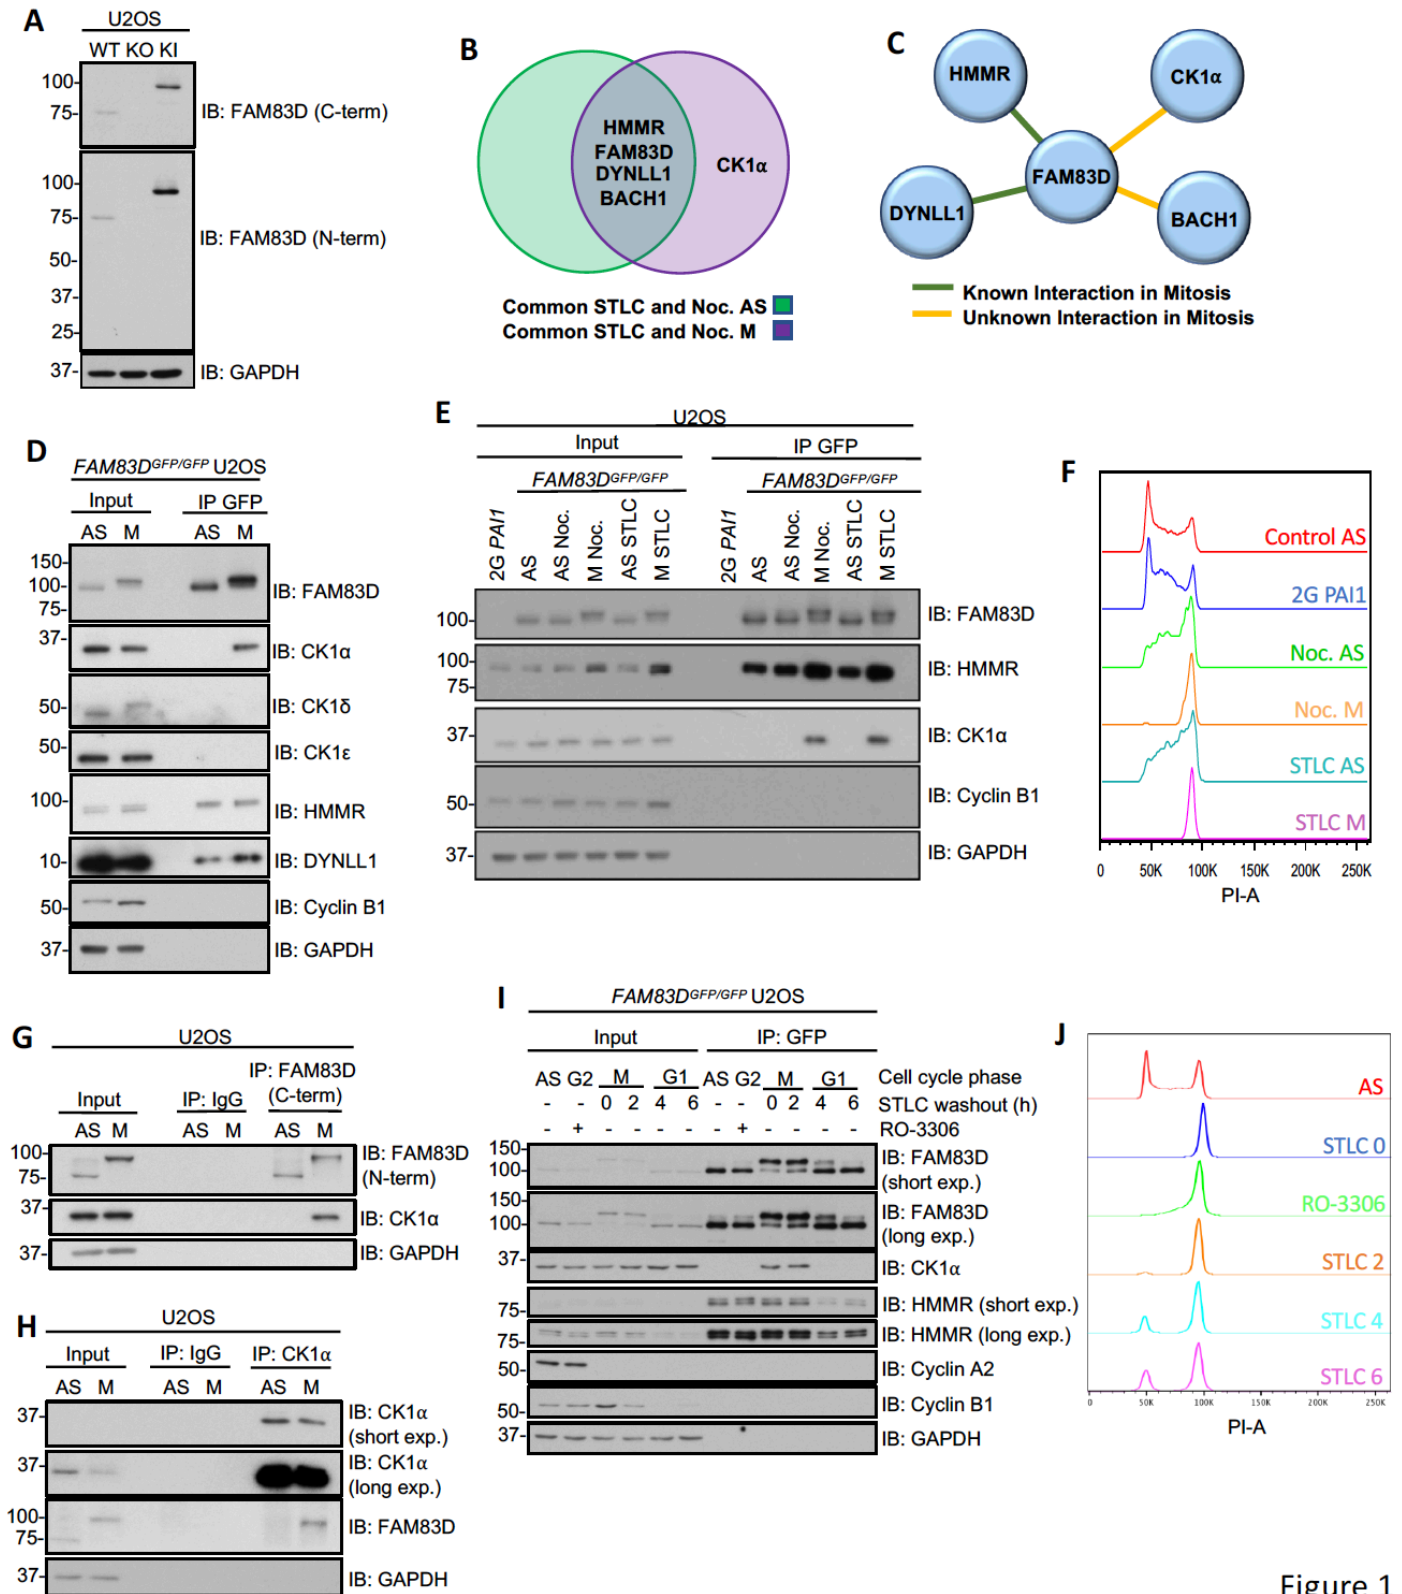 A
U2OS
WT KO KI
100-
75-
IB: FAM83D (C-term)
100-
75-
50-
37-
25-
IB: FAM83D (N-term)
37-
IB: GAPDH
B
HMMR
FAM83D
DYNLL1
BACH1
CK1α
Common STLC and Noc. AS
Common STLC and Noc. M
C
HMMR
CK1α
FAM83D
DYNLL1
BACH1
Known Interaction in Mitosis
Unknown Interaction in Mitosis
D
FAM83D^GFP/GFP U2OS
Input IP GFP
AS M AS M
150-
100-
75-
IB: FAM83D
37-
IB: CK1α
50-
IB: CK1δ
50-
IB: CK1ε
100-
IB: HMMR
10-
IB: DYNLL1
50-
IB: Cyclin B1
37-
IB: GAPDH
E
U2OS
Input IP GFP
FAM83D^GFP/GFP FAM83D^GFP/GFP
2G PAI1 AS AS Noc. M Noc. AS STLC M STLC 2G PAI1 AS AS Noc. M Noc. AS STLC M STLC
100-
IB: FAM83D
100-
75-
IB: HMMR
37-
IB: CK1α
50-
IB: Cyclin B1
37-
IB: GAPDH
F
Control AS
2G PAI1
Noc. AS
Noc. M
STLC AS
STLC M
0 50K 100K 150K 200K 250K
PI-A
G
U2OS
Input IP: IgG IP: FAM83D (C-term)
AS M AS M AS M
100-
75-
IB: FAM83D (N-term)
37-
IB: CK1α
37-
IB: GAPDH
H
U2OS
Input IP: IgG IP: CK1α
AS M AS M AS M
37-
IB: CK1α (short exp.)
37-
IB: CK1α (long exp.)
100-
75-
IB: FAM83D
37-
IB: GAPDH
I
FAM83D^GFP/GFP U2OS
Input IP: GFP
AS G2 M G1 AS G2 M G1 Cell cycle phase
- - 0 2 4 6 - - 0 2 4 6 STLC washout (h)
- + - - - - - + - - - - RO-3306
150-
100-
IB: FAM83D (short exp.)
150-
100-
IB: FAM83D (long exp.)
37-
IB: CK1α
75-
IB: HMMR (short exp.)
75-
IB: HMMR (long exp.)
50-
IB: Cyclin A2
50-
IB: Cyclin B1
37-
IB: GAPDH
J
AS
STLC 0
RO-3306
STLC 2
STLC 4
STLC 6
0 50K 100K 150K 200K 250K
PI-A
Figure 1